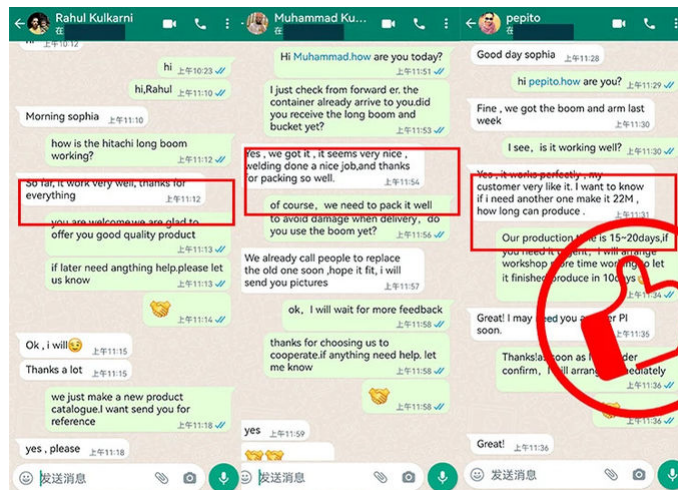 Rahul Kulkarni
在
上午10:12
hi
上午10:23
hi,Rahul
上午11:10
Morning sophia
上午11:10
how is the hitachi long boom
working?
上午11:12
So far, it work very well, thanks for
everything
上午11:12
you are welcome.we are glad to
offer you good quality product
上午11:13
if later need angthing help.please let
us know
上午11:13
上午11:14
Ok , i will
上午11:15
Thanks a lot
上午11:15
we just make a new product
catalogue.I want send you for
reference
上午11:18
yes , please
上午11:18
发送消息
Muhammad Ku...
在
Hi Muhammad.how are you today?
上午11:51
I just check from forward er. the
container already arrive to you.did
you receive the long boom and
bucket yet?
上午11:53
Yes , we got it , it seems very nice ,
welding done a nice job,and thanks
for packing so well.
上午11:54
of course,  we need to pack it well
to avoid damage when delivery,  do
you use the boom yet?
上午11:56
We already call people to replace
the old one soon ,hope it fit, i will
send you pictures
上午11:57
ok,  I will wait for more feedback
上午11:58
thanks for choosing us to
cooperate.if anything need help. let
me know
上午11:58
上午11:58
yes
上午11:59
发送消息
pepito
在
Good day sophia
上午11:28
hi pepito.how are you?
上午11:29
Fine , we got the boom and arm last
week
上午11:30
I see,  is it working well?
上午11:30
Yes , it works perfectly , my
customer very like it. I want to know
if i need another one make it 22M ,
how long can produce .
上午11:31
Our production time is 15~20days,if
you need it urgent,  I will arrange
workshop more time working to let
it finished produce in 10days
上午11:34
Great! I may need you PI
soon.
上午11:35
Thanks!as soon as
confirm,  I will arrange
上午11:36
上午11:36
Great!
上午11:36
发送消息